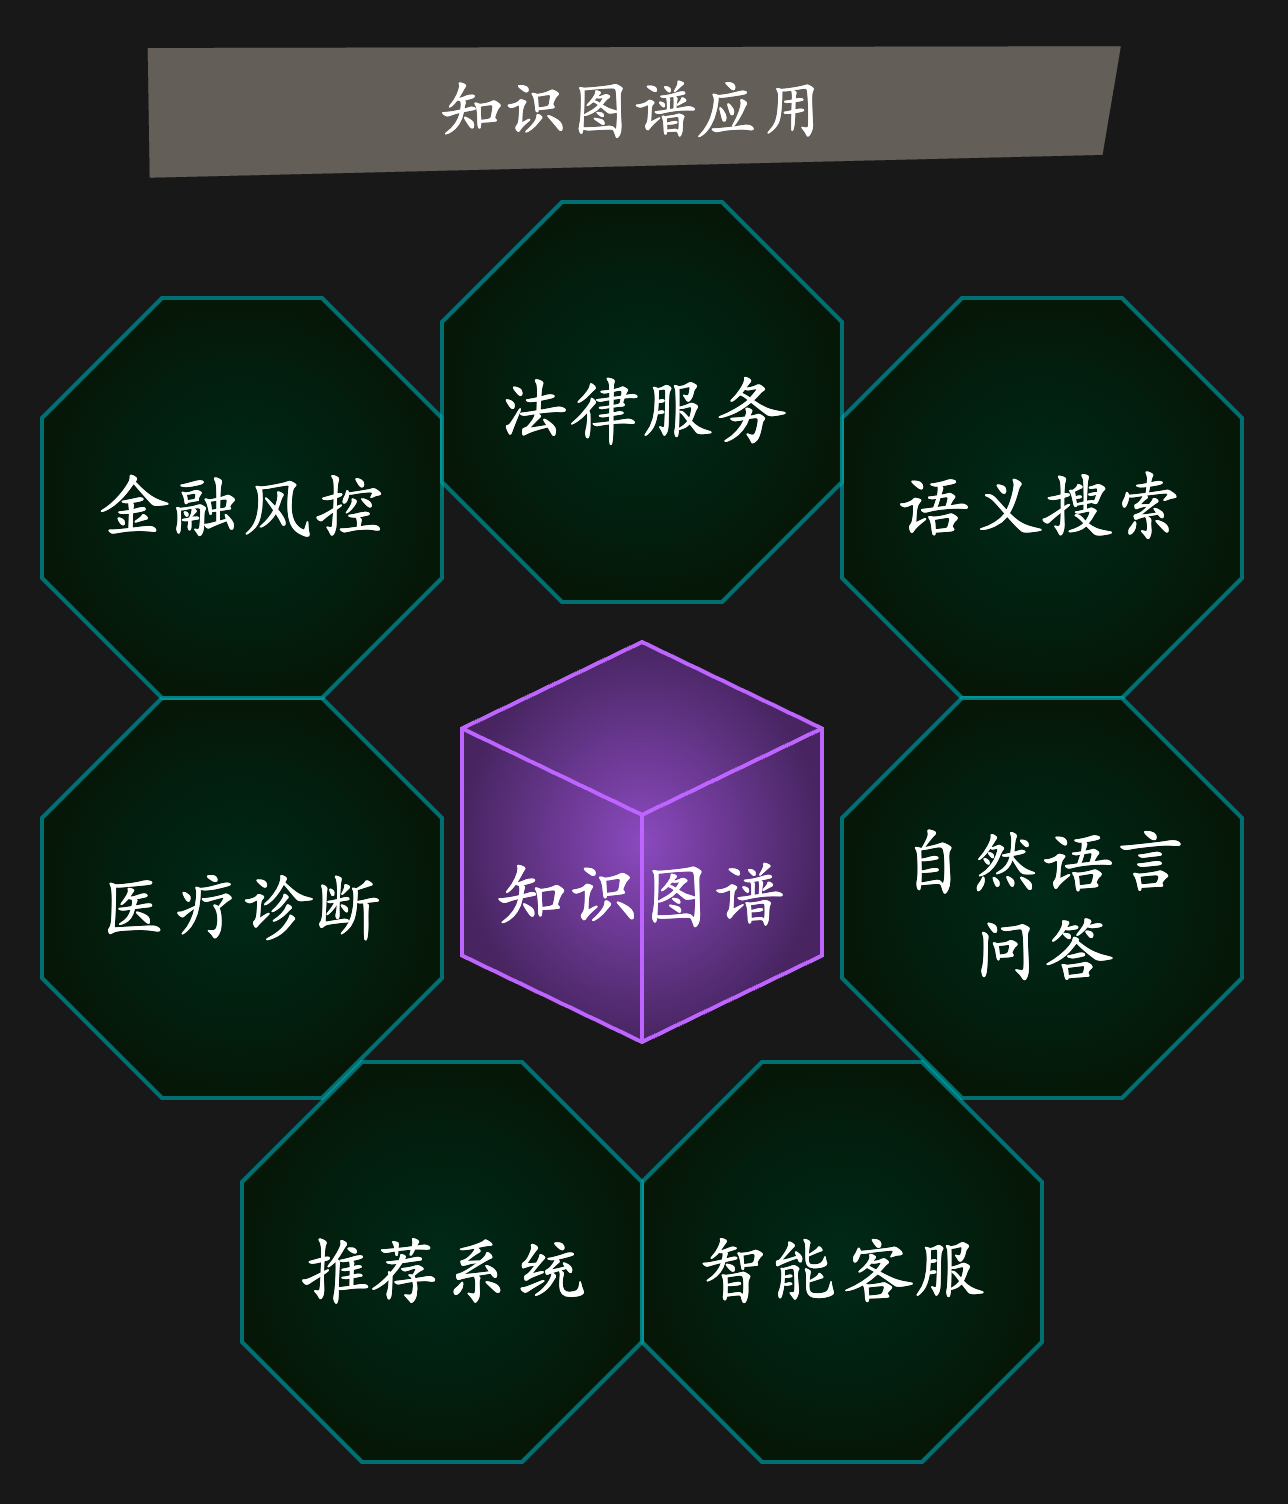 知识图谱应用
法律服务
金融风控
语义搜索
知识图谱
医疗诊断
自然语言
问答
推荐系统
智能客服